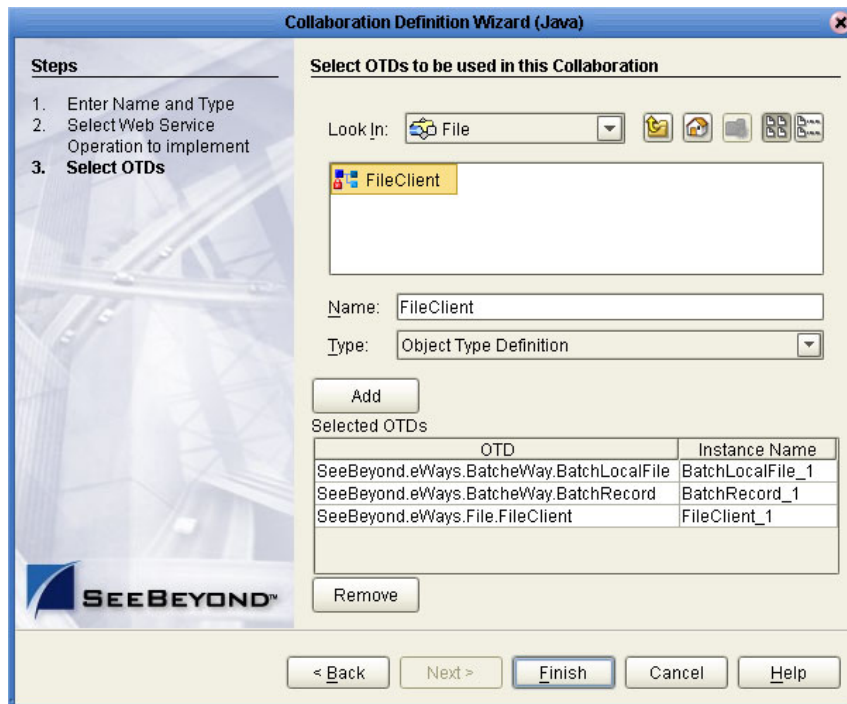 Collaboration Definition Wizard (Java)
Steps
1. Enter Name and Type
2. Select Web Service
Operation to implement
3. Select OTDs
SEEBEYOND™
Select OTDs to be used in this Collaboration
Look In: File
FileClient
Name: FileClient
Type: Object Type Definition
Add
Selected OTDs
OTD Instance Name
SeeBeyond.eWays.BatcheWay.BatchLocalFile BatchLocalFile_1
SeeBeyond.eWays.BatcheWay.BatchRecord BatchRecord_1
SeeBeyond.eWays.File.FileClient FileClient_1
Remove
< Back Next > Finish Cancel Help